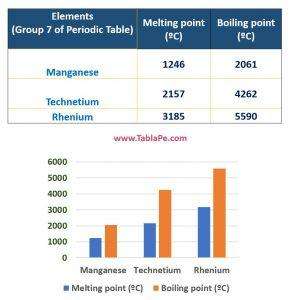 Elements
(Group 7 of Periodic Table)
Melting point
(ºC)
Boiling point
(ºC)
Manganese
1246
2061
Technetium
2157
4262
Rhenium
3185
5590
www.TablaPe.com
6000
5000
4000
3000
2000
1000
0
Manganese
Technetium
Rhenium
Melting point (ºC)
Boiling point (ºC)